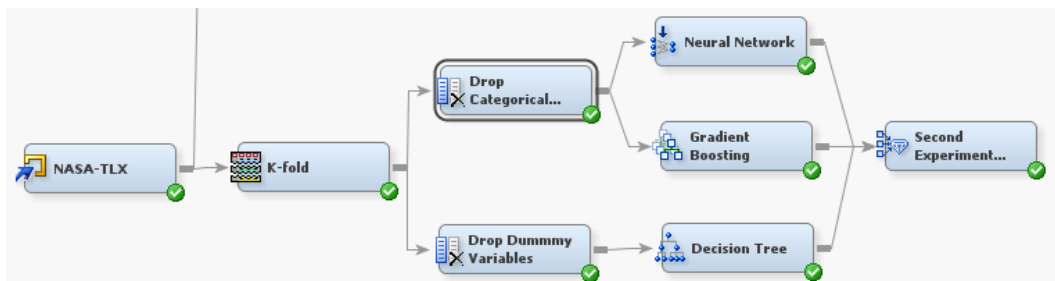 Neural Network
Drop
Categorical...
Gradient
Boosting
Second
Experiment...
NASA-TLX
K-fold
Drop Dummmy
Variables
Decision Tree